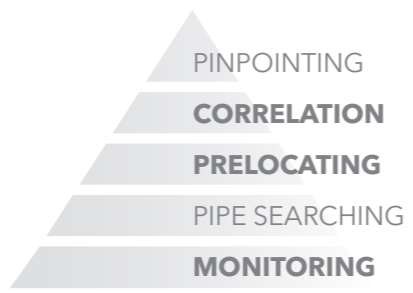 PINPOINTING
CORRELATION
PRELOCATING
PIPE SEARCHING
MONITORING